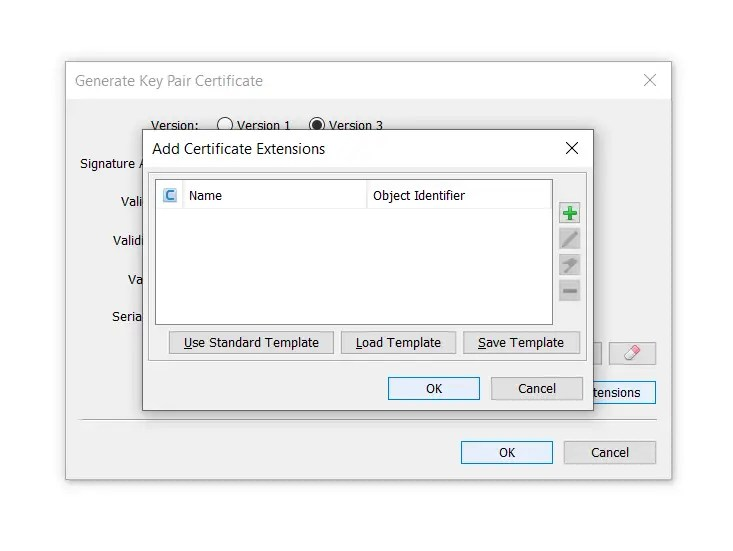 Generate Key Pair Certificate
Version: Version 1 Version 3
Add Certificate Extensions
Signature A
C Name Object Identifier
Vali
Validi
Va
Seria
Use Standard Template Load Template Save Template
OK Cancel
tensions
OK Cancel